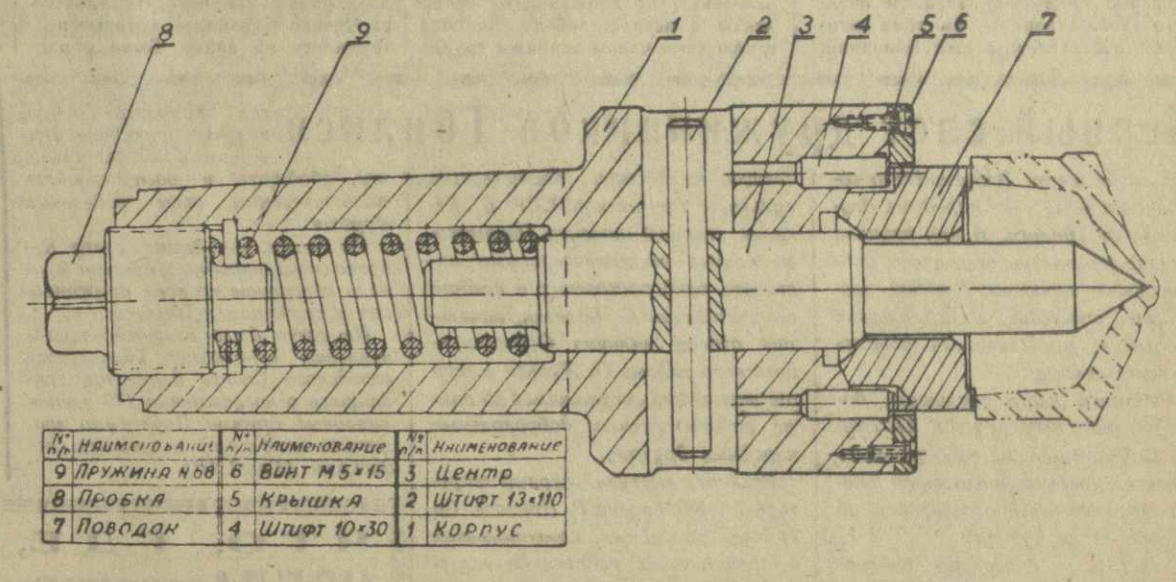 8 9 1 2 3 4 5 6 7
№ п/п НАИМЕНОВАНИЕ № п/п НАИМЕНОВАНИЕ № п/п НАИМЕНОВАНИЕ
9 ПРУЖИНА N68 6 ВИНТ М5×15 3 ЦЕНТР
8 ПРОБКА 5 КРЫШКА 2 ШТИФТ 13×110
7 ПОВОДОК 4 ШТИФТ 10×30 1 КОРПУС